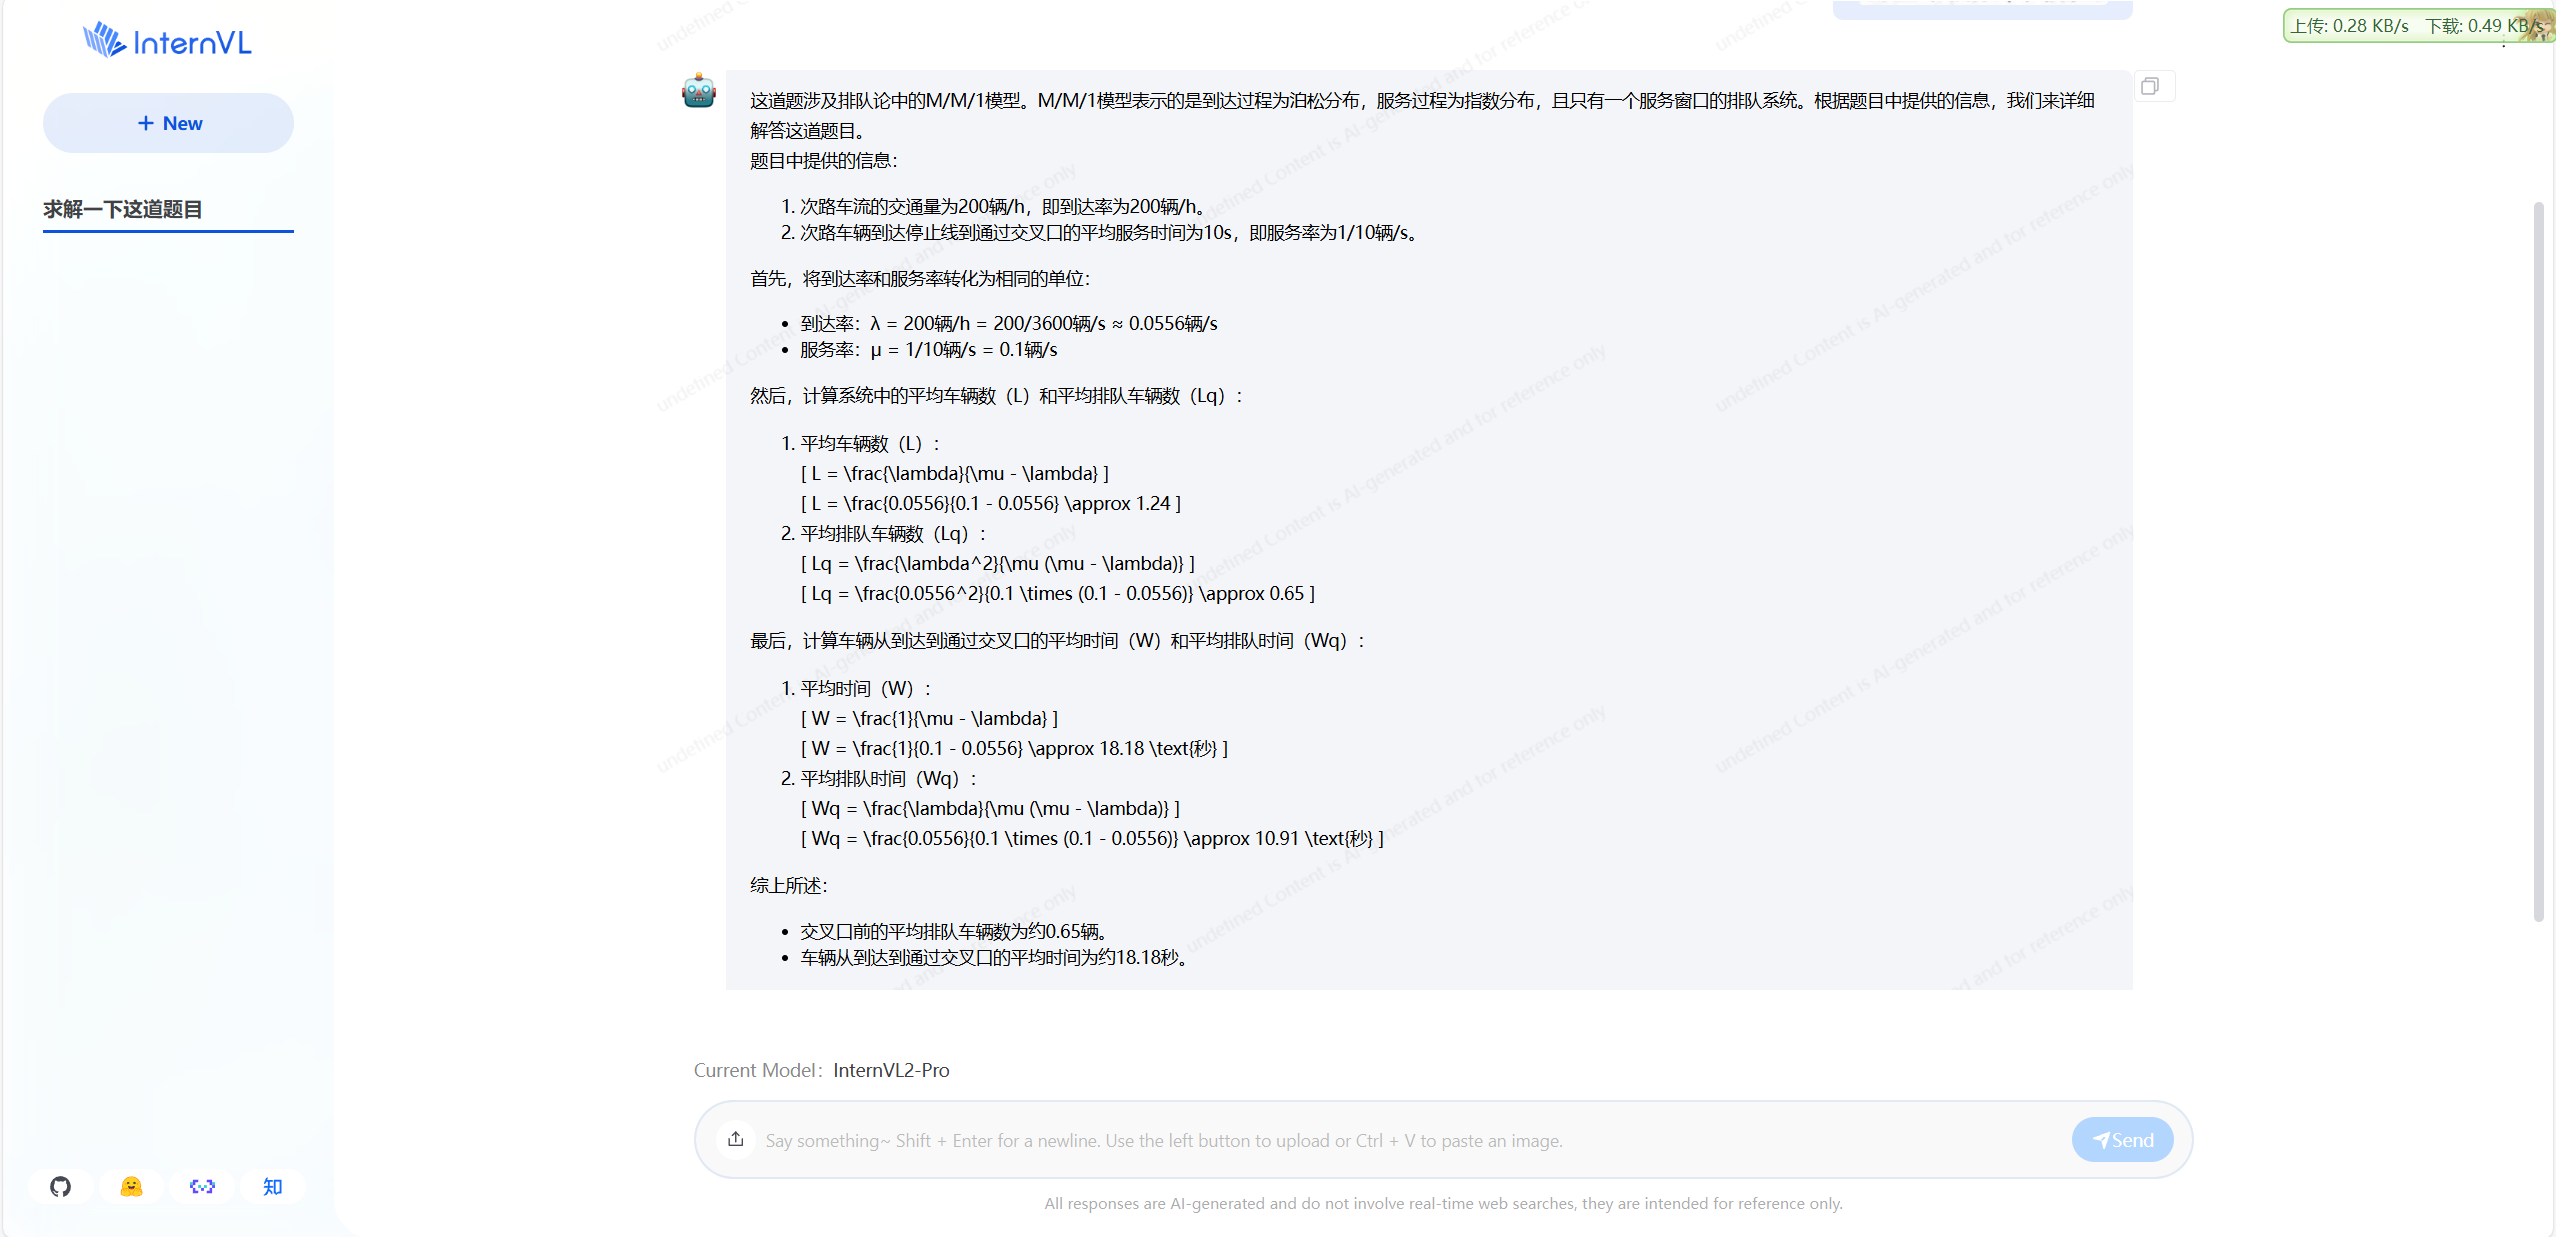 InternVL
上传: 0.28 KB/s 下载: 0.49 KB/s
+ New
求解一下这道题目
这道题涉及排队论中的M/M/1模型。M/M/1模型表示的是到达过程为泊松分布，服务过程为指数分布，且只有一个服务窗口的排队系统。根据题目中提供的信息，我们来详细
解答这道题目。
题目中提供的信息：
1. 次路车流的交通量为200辆/h，即到达率为200辆/h。
2. 次路车辆到达停止线到通过交叉口的平均服务时间为10s，即服务率为1/10辆/s。
首先，将到达率和服务率转化为相同的单位：
• 到达率：λ = 200辆/h = 200/3600辆/s ≈ 0.0556辆/s
• 服务率：μ = 1/10辆/s = 0.1辆/s
然后，计算系统中的平均车辆数（L）和平均排队车辆数（Lq）：
1. 平均车辆数（L）：
[ L = \frac{\lambda}{\mu - \lambda} ]
[ L = \frac{0.0556}{0.1 - 0.0556} \approx 1.24 ]
2. 平均排队车辆数（Lq）：
[ Lq = \frac{\lambda^2}{\mu (\mu - \lambda)} ]
[ Lq = \frac{0.0556^2}{0.1 \times (0.1 - 0.0556)} \approx 0.65 ]
最后，计算车辆从到达到通过交叉口的平均时间（W）和平均排队时间（Wq）：
1. 平均时间（W）：
[ W = \frac{1}{\mu - \lambda} ]
[ W = \frac{1}{0.1 - 0.0556} \approx 18.18 \text{秒} ]
2. 平均排队时间（Wq）：
[ Wq = \frac{\lambda}{\mu (\mu - \lambda)} ]
[ Wq = \frac{0.0556}{0.1 \times (0.1 - 0.0556)} \approx 10.91 \text{秒} ]
综上所述：
• 交叉口前的平均排队车辆数为约0.65辆。
• 车辆从到达到通过交叉口的平均时间为约18.18秒。
undefined Content is AI-generated and for reference only
Current Model：InternVL2-Pro
Say something~ Shift + Enter for a newline. Use the left button to upload or Ctrl + V to paste an image.
Send
All responses are AI-generated and do not involve real-time web searches, they are intended for reference only.
知